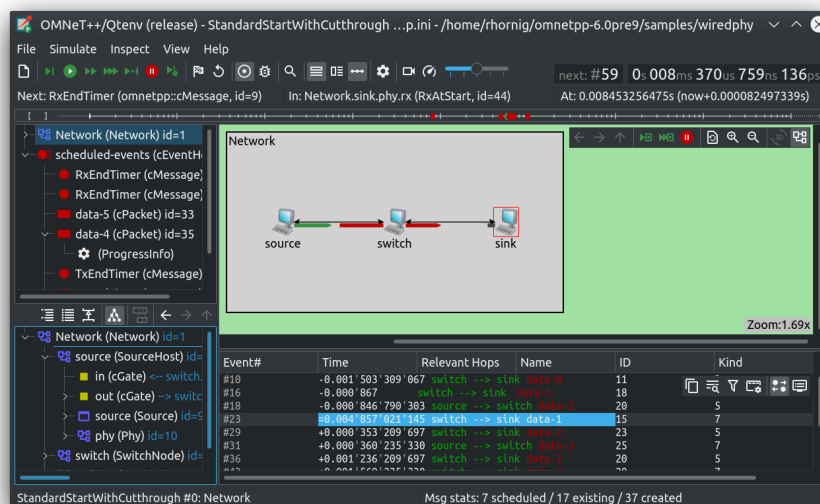 OMNeT++/Qtenv (release) - StandardStartWithCutthrough …p.ini - /home/rhornig/omnetpp-6.0pre9/samples/wiredphy
File Simulate Inspect View Help
next: #59 0s 008ms 370us 759ns 136ps
Next: RxEndTimer (omnetpp::cMessage, id=9) In: Network.sink.phy.rx (RxAtStart, id=44) At: 0.008453256475s (now+0.000082497339s)
Network (Network) id=1
scheduled-events (cEventH
RxEndTimer (cMessage)
RxEndTimer (cMessage)
data-5 (cPacket) id=33
data-4 (cPacket) id=35
(ProgressInfo)
TxEndTimer (cMessage)
Network
source switch sink
Zoom:1.69x
Network (Network) id=1
source (SourceHost) id=
in (cGate) <-- switch.
out (cGate) --> switc
source (Source) id=9
phy (Phy) id=10
switch (SwitchNode) id=
Event# Time Relevant Hops Name ID Kind
#10 -0.001'503'309'067 switch --> sink data-0 11
#16 -0.000'867 switch --> sink data-1 18
#18 -0.000'846'790'303 source --> switch data-2 20 5
#23 =0.004'857'021'145 switch --> sink data-1 15 7
#29 +0.000'353'209'697 switch --> sink data-2 23 5
#31 +0.000'360'235'330 source --> switch data-3 25 7
#36 +0.001'236'209'697 switch --> sink data-2 20 5
StandardStartWithCutthrough #0: Network Msg stats: 7 scheduled / 17 existing / 37 created